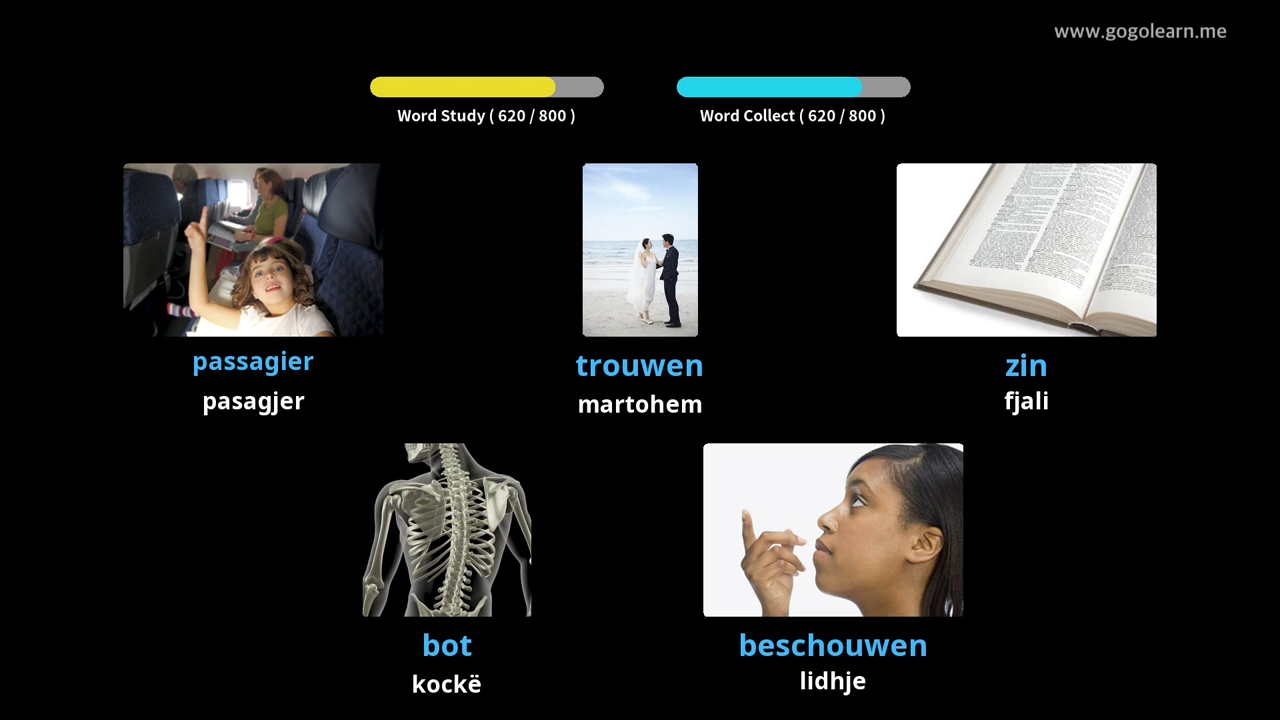 www.gogolearn.me
Word Study ( 620 / 800 )
Word Collect ( 620 / 800 )
passagier
pasagjer
trouwen
martohem
zin
fjali
bot
kockë
beschouwen
lidhje